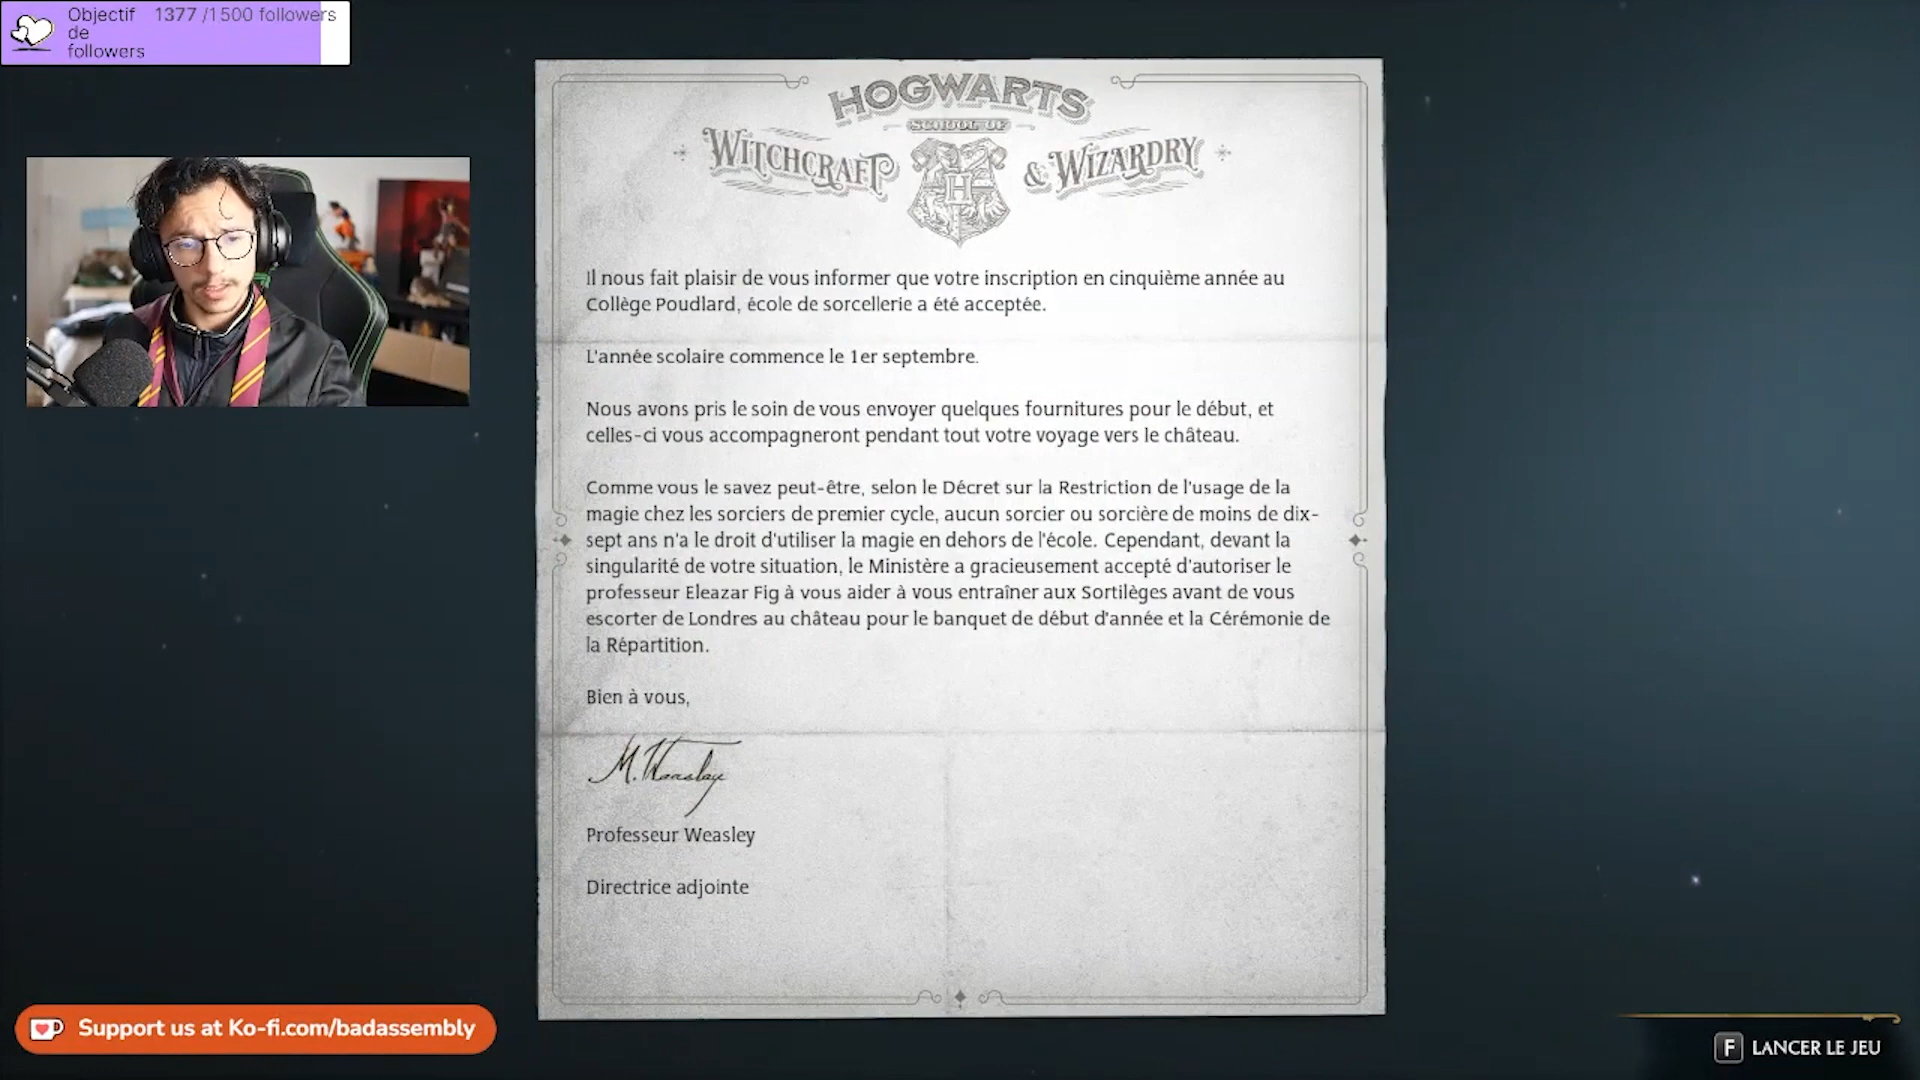 Objectif de followers
1377 /1500 followers
HOGWARTS
SCHOOL OF
WITCHCRAFT & WIZARDRY
H
Il nous fait plaisir de vous informer que votre inscription en cinquième année au
Collège Poudlard, école de sorcellerie a été acceptée.
L'année scolaire commence le 1er septembre.
Nous avons pris le soin de vous envoyer quelques fournitures pour le début, et
celles-ci vous accompagneront pendant tout votre voyage vers le château.
Comme vous le savez peut-être, selon le Décret sur la Restriction de l'usage de la
magie chez les sorciers de premier cycle, aucun sorcier ou sorcière de moins de dix-
sept ans n'a le droit d'utiliser la magie en dehors de l'école. Cependant, devant la
singularité de votre situation, le Ministère a gracieusement accepté d'autoriser le
professeur Eleazar Fig à vous aider à vous entraîner aux Sortilèges avant de vous
escorter de Londres au château pour le banquet de début d'année et la Cérémonie de
la Répartition.
Bien à vous,
M. Weasley
Professeur Weasley
Directrice adjointe
Support us at Ko-fi.com/badassembly
F LANCER LE JEU